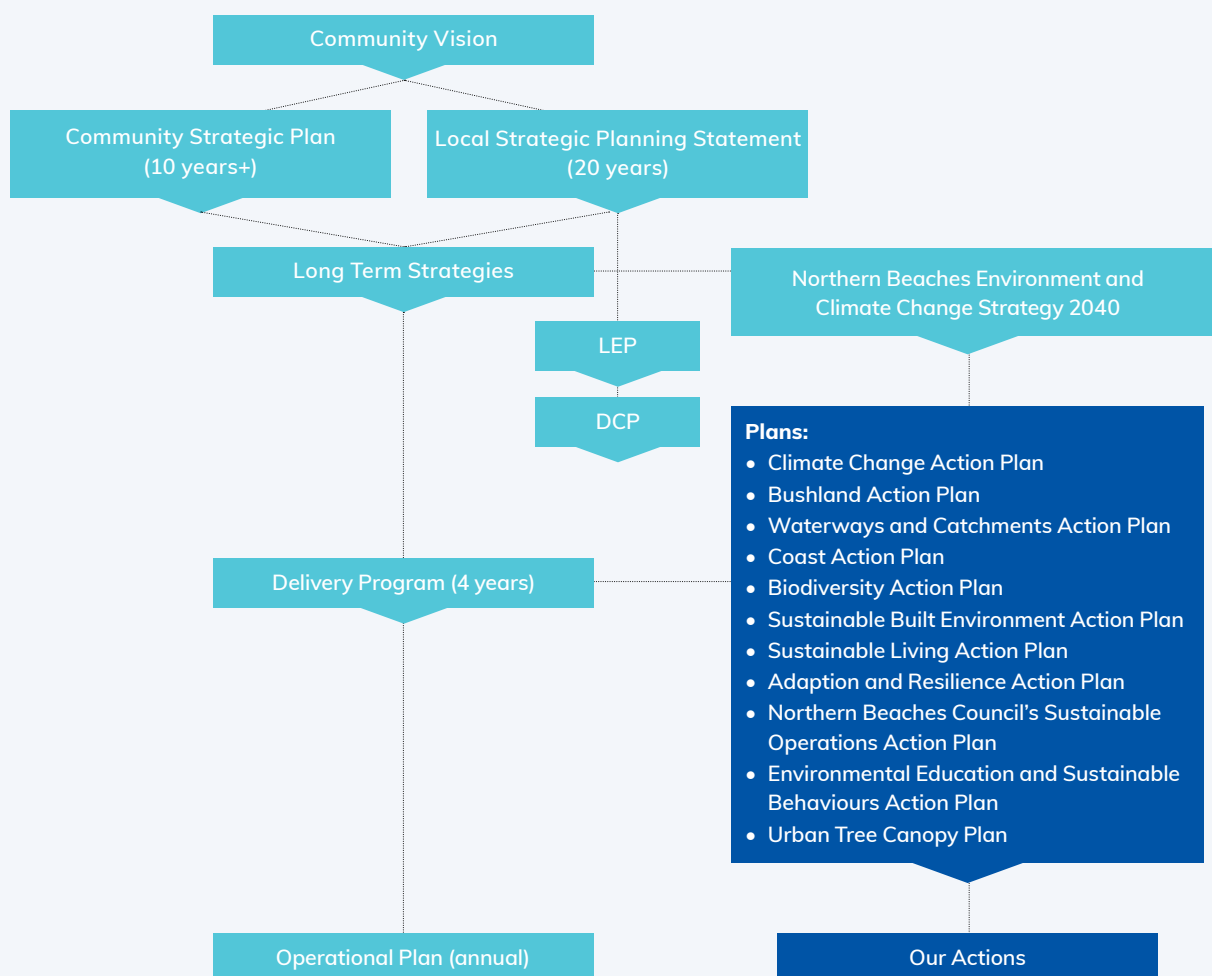 Community Vision
Community Strategic Plan
(10 years+)
Local Strategic Planning Statement
(20 years)
Long Term Strategies
Northern Beaches Environment and
Climate Change Strategy 2040
LEP
DCP
Plans:
• Climate Change Action Plan
• Bushland Action Plan
• Waterways and Catchments Action Plan
• Coast Action Plan
• Biodiversity Action Plan
• Sustainable Built Environment Action Plan
• Sustainable Living Action Plan
• Adaption and Resilience Action Plan
• Northern Beaches Council’s Sustainable
Operations Action Plan
• Environmental Education and Sustainable
Behaviours Action Plan
• Urban Tree Canopy Plan
Delivery Program (4 years)
Operational Plan (annual)
Our Actions